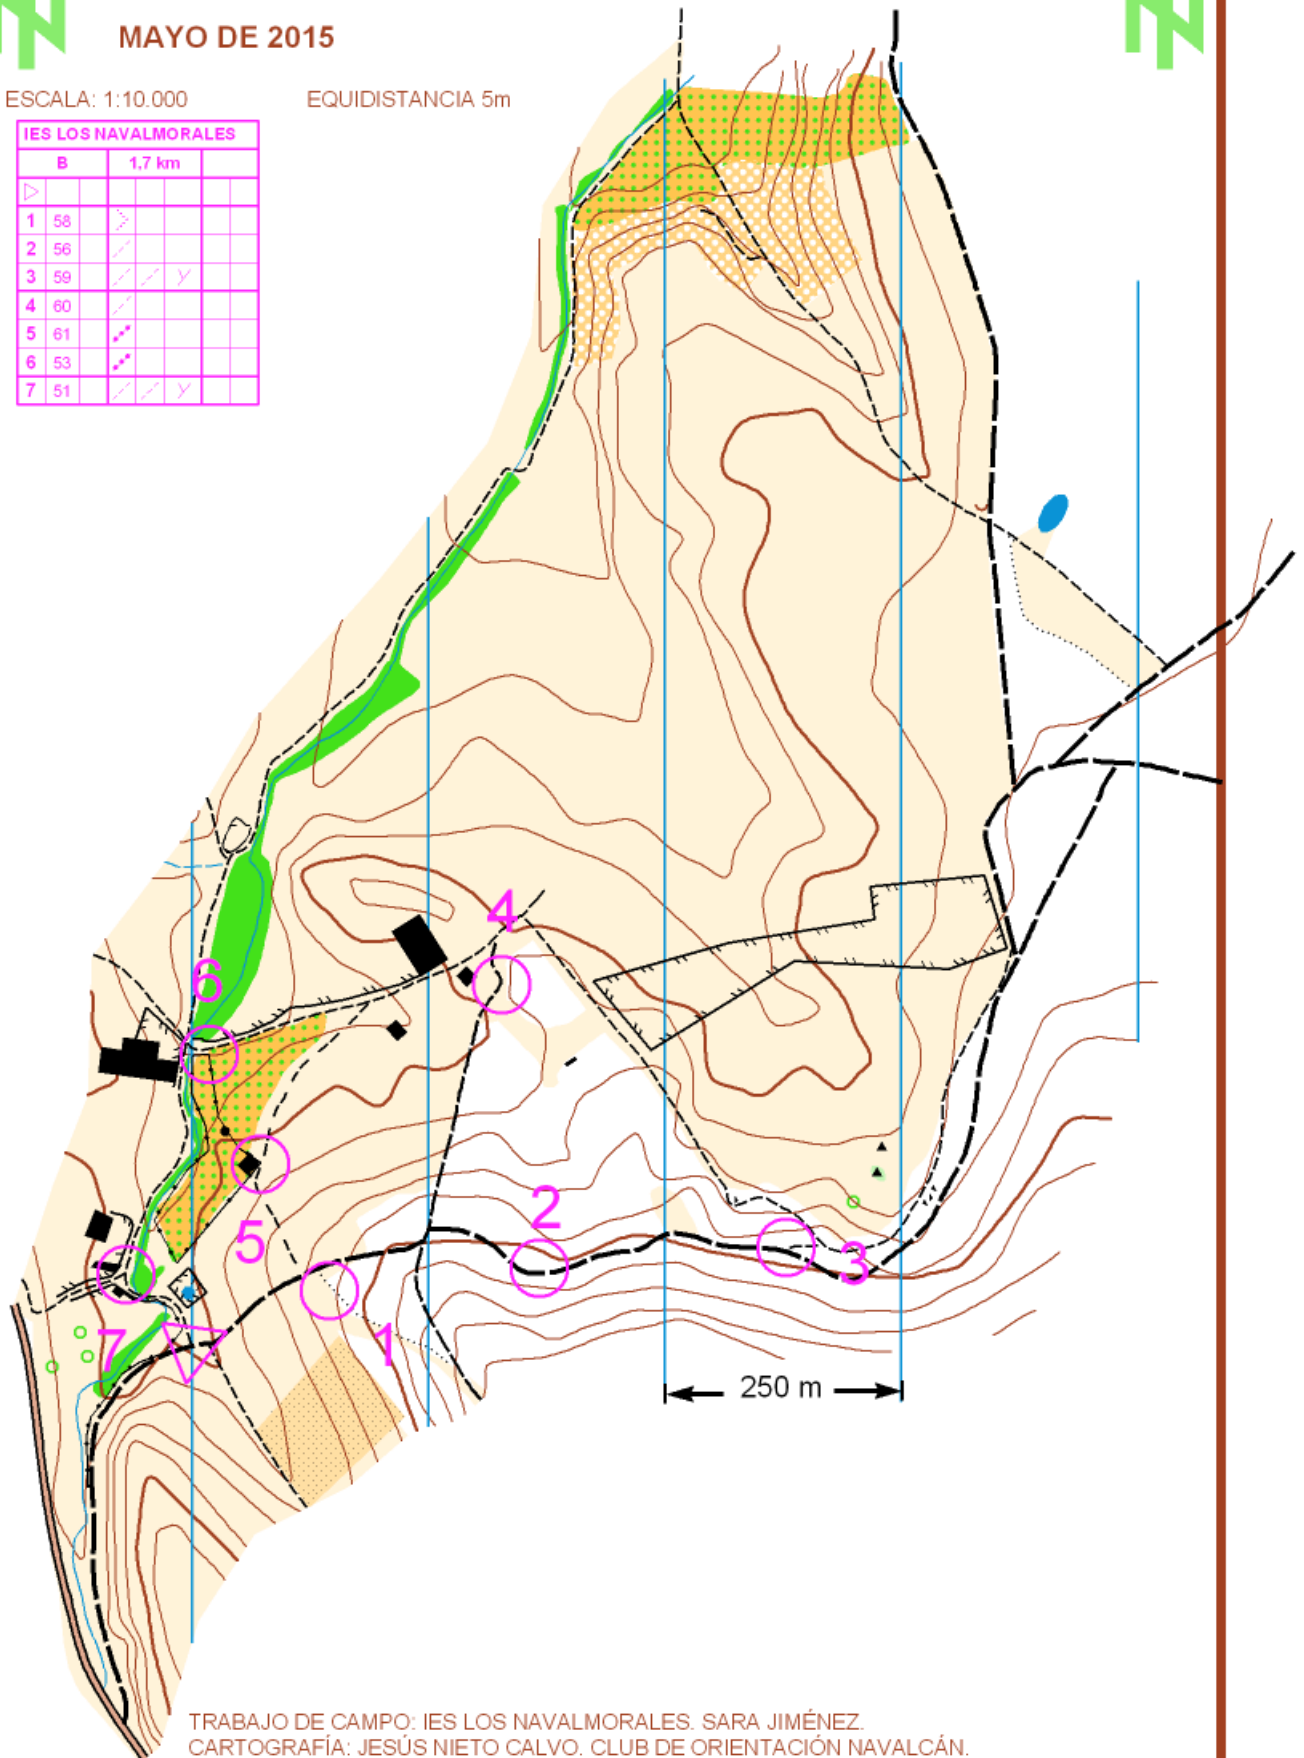 MAYO DE 2015
ESCALA: 1:10.000 EQUIDISTANCIA 5m
IES LOS NAVALMORALES
B 1,7 km
1 58
2 56
3 59
4 60
5 61
6 53
7 51
4
6
2
5
3
1
7
250 m
TRABAJO DE CAMPO: IES LOS NAVALMORALES. SARA JIMÉNEZ.
CARTOGRAFÍA: JESÚS NIETO CALVO. CLUB DE ORIENTACIÓN NAVALCÁN.